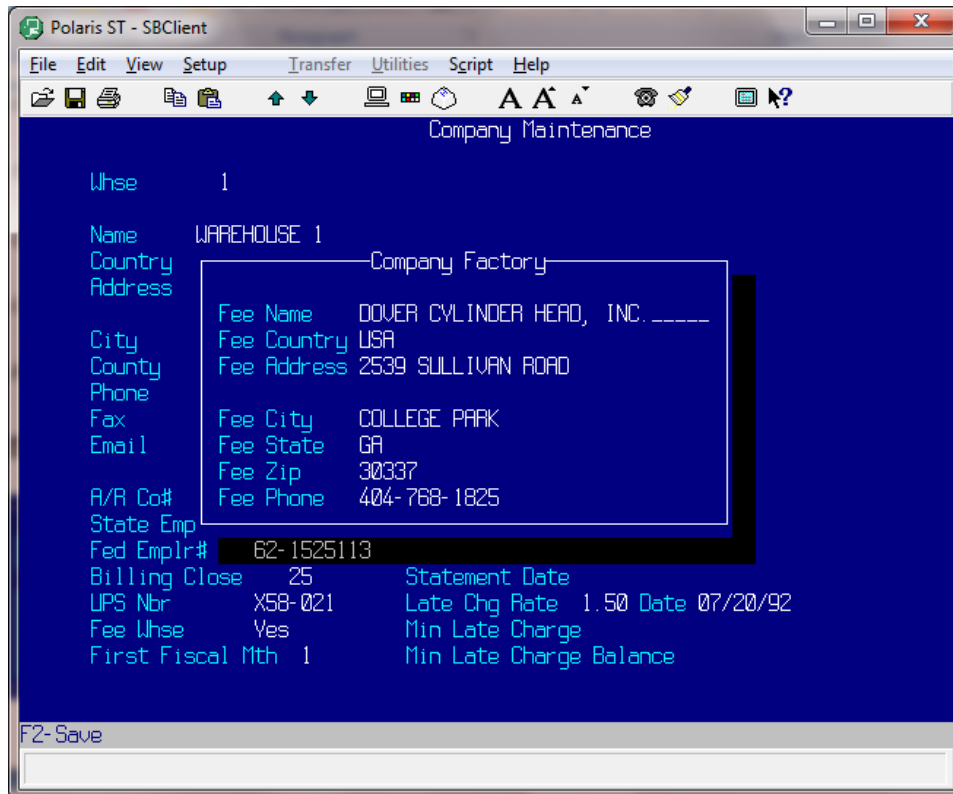 Polaris ST - SBClient
File Edit View Setup Transfer Utilities Script Help
Company Maintenance
Whse 1
Name WAREHOUSE 1
Country
Address
Company Factory
Fee Name DOVER CYLINDER HEAD, INC._____
City Fee Country USA
County Fee Address 2539 SULLIVAN ROAD
Phone
Fax Fee City COLLEGE PARK
Email Fee State GA
Fee Zip 30337
A/R Co# Fee Phone 404-768-1825
State Emp
Fed Emplr# 62-1525113
Billing Close 25 Statement Date
UPS Nbr X58-021 Late Chg Rate 1.50 Date 07/20/92
Fee Whse Yes Min Late Charge
First Fiscal Mth 1 Min Late Charge Balance
F2-Save